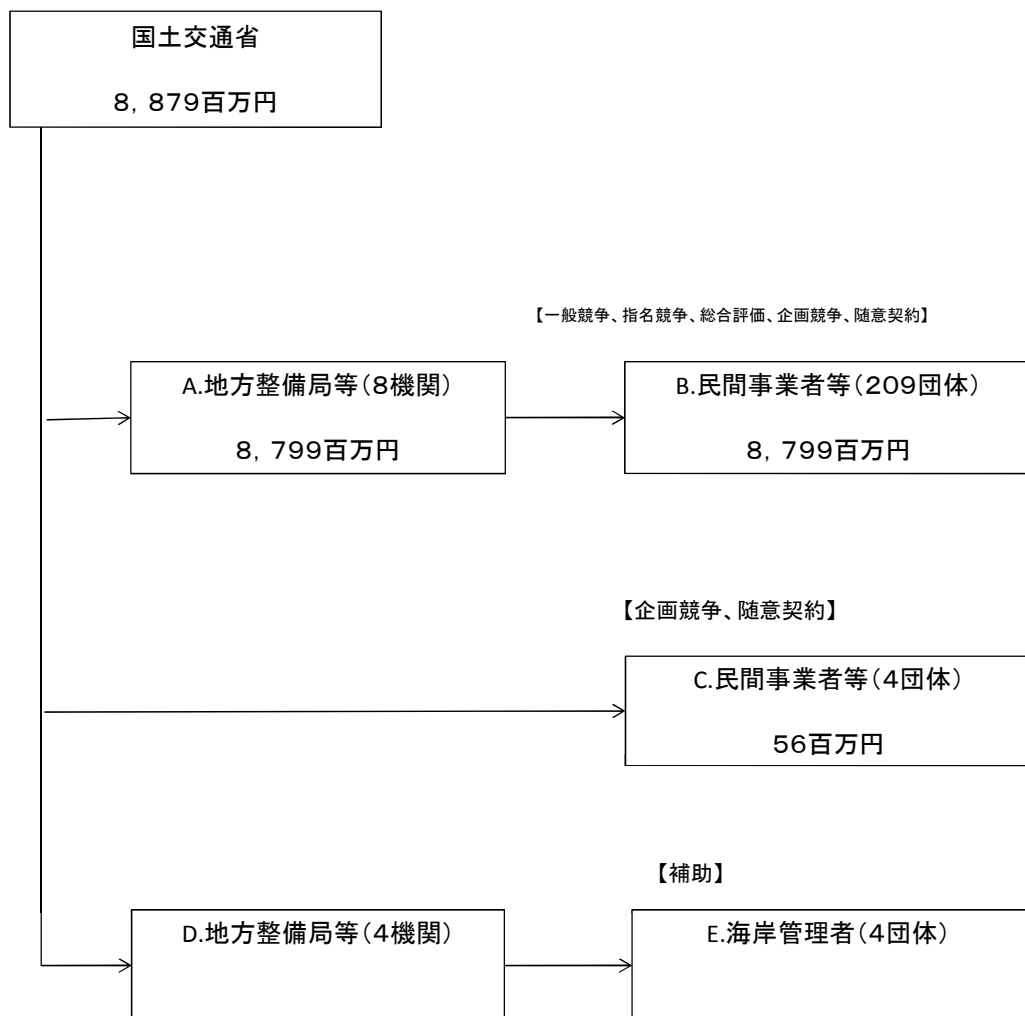 国土交通省
8，879百万円
【一般競争、指名競争、総合評価、企画競争、随意契約】
A.地方整備局等（8機関）
8，799百万円
B.民間事業者等（209団体）
8，799百万円
【企画競争、随意契約】
C.民間事業者等（4団体）
56百万円
【補助】
D.地方整備局等（4機関）
E.海岸管理者（4団体）